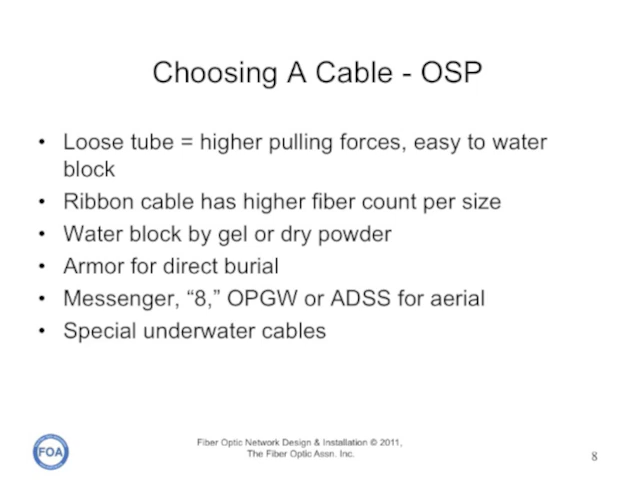 Choosing A Cable - OSP
• Loose tube = higher pulling forces, easy to water
block
• Ribbon cable has higher fiber count per size
• Water block by gel or dry powder
• Armor for direct burial
• Messenger, “8,” OPGW or ADSS for aerial
• Special underwater cables
FOA
Fiber Optic Network Design & Installation © 2011,
The Fiber Optic Assn. Inc.
8